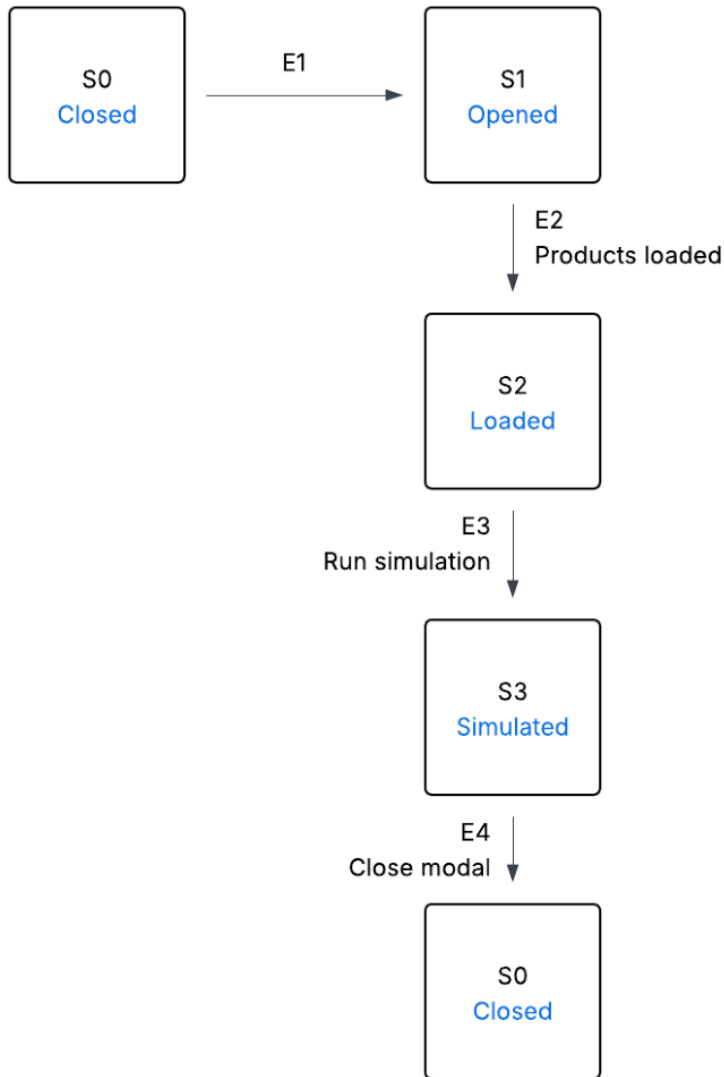 S0
Closed
E1
S1
Opened
E2
Products loaded
S2
Loaded
E3
Run simulation
S3
Simulated
E4
Close modal
S0
Closed